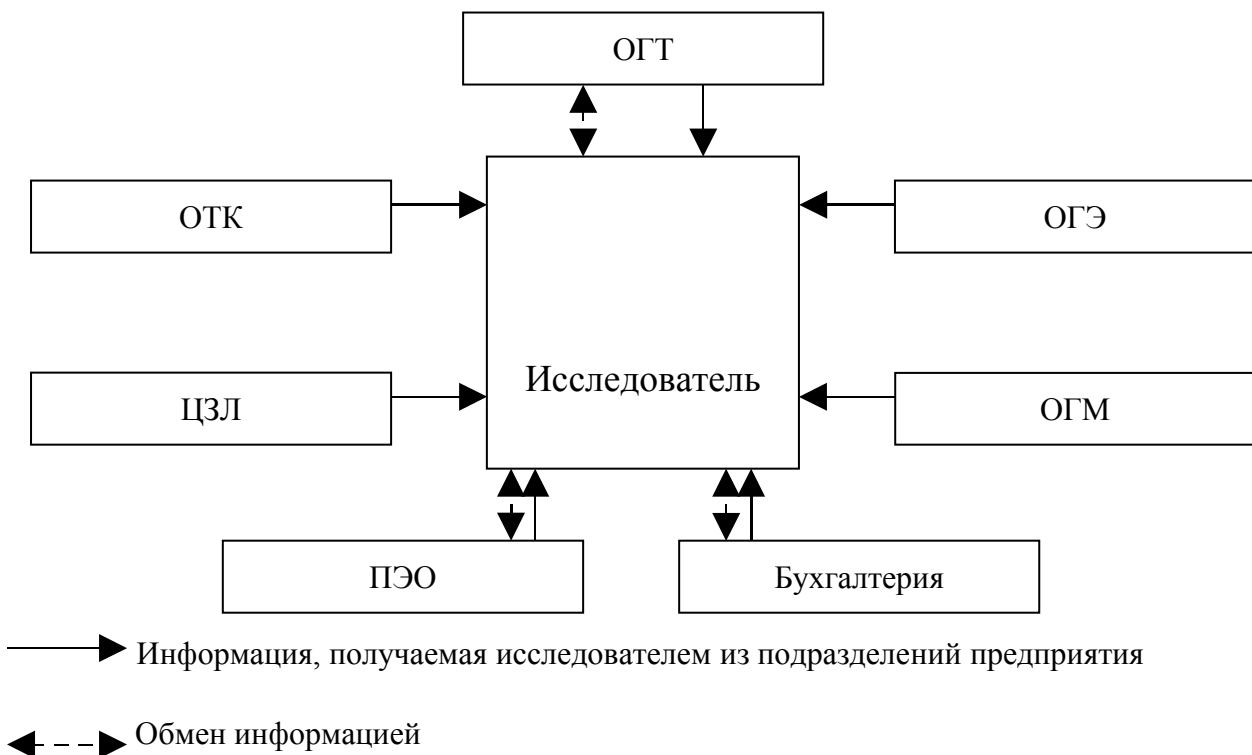 ОГТ
ОТК
ОГЭ
Исследователь
ЦЗЛ
ОГМ
ПЭО
Бухгалтерия
Информация, получаемая исследователем из подразделений предприятия
Обмен информацией